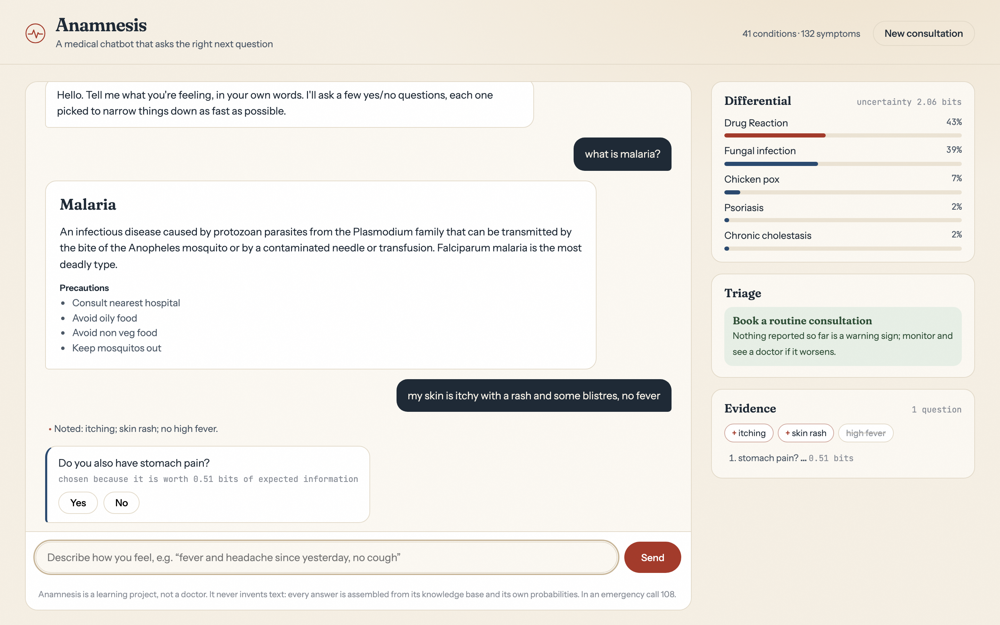 Anamnesis
A medical chatbot that asks the right next question
41 conditions · 132 symptoms
New consultation
Hello. Tell me what you're feeling, in your own words. I'll ask a few yes/no questions, each one
picked to narrow things down as fast as possible.
what is malaria?
Malaria
An infectious disease caused by protozoan parasites from the Plasmodium family that can be transmitted by
the bite of the Anopheles mosquito or by a contaminated needle or transfusion. Falciparum malaria is the most
deadly type.
Precautions
• Consult nearest hospital
• Avoid oily food
• Avoid non veg food
• Keep mosquitos out
my skin is itchy with a rash and some blistres, no fever
Noted: itching; skin rash; no high fever.
Do you also have stomach pain?
chosen because it is worth 0.51 bits of expected information
Yes
No
Describe how you feel, e.g. “fever and headache since yesterday, no cough”
Send
Anamnesis is a learning project, not a doctor. It never invents text: every answer is assembled from its knowledge base and its own probabilities. In an emergency call 108.
Differential
uncertainty 2.06 bits
Drug Reaction 43%
Fungal infection 39%
Chicken pox 7%
Psoriasis 2%
Chronic cholestasis 2%
Triage
Book a routine consultation
Nothing reported so far is a warning sign; monitor and
see a doctor if it worsens.
Evidence
1 question
+ itching
+ skin rash
high fever
1. stomach pain? … 0.51 bits